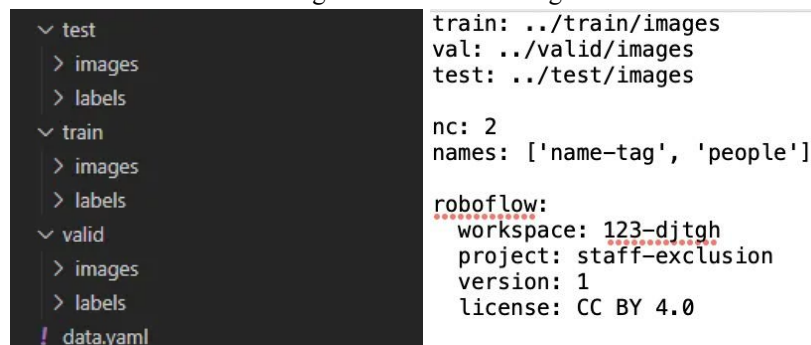 test
images
labels
train
images
labels
valid
images
labels
! data.yaml
train: ../train/images
val: ../valid/images
test: ../test/images
nc: 2
names: ['name-tag', 'people']
roboflow:
workspace: 123-djtgh
project: staff-exclusion
version: 1
license: CC BY 4.0